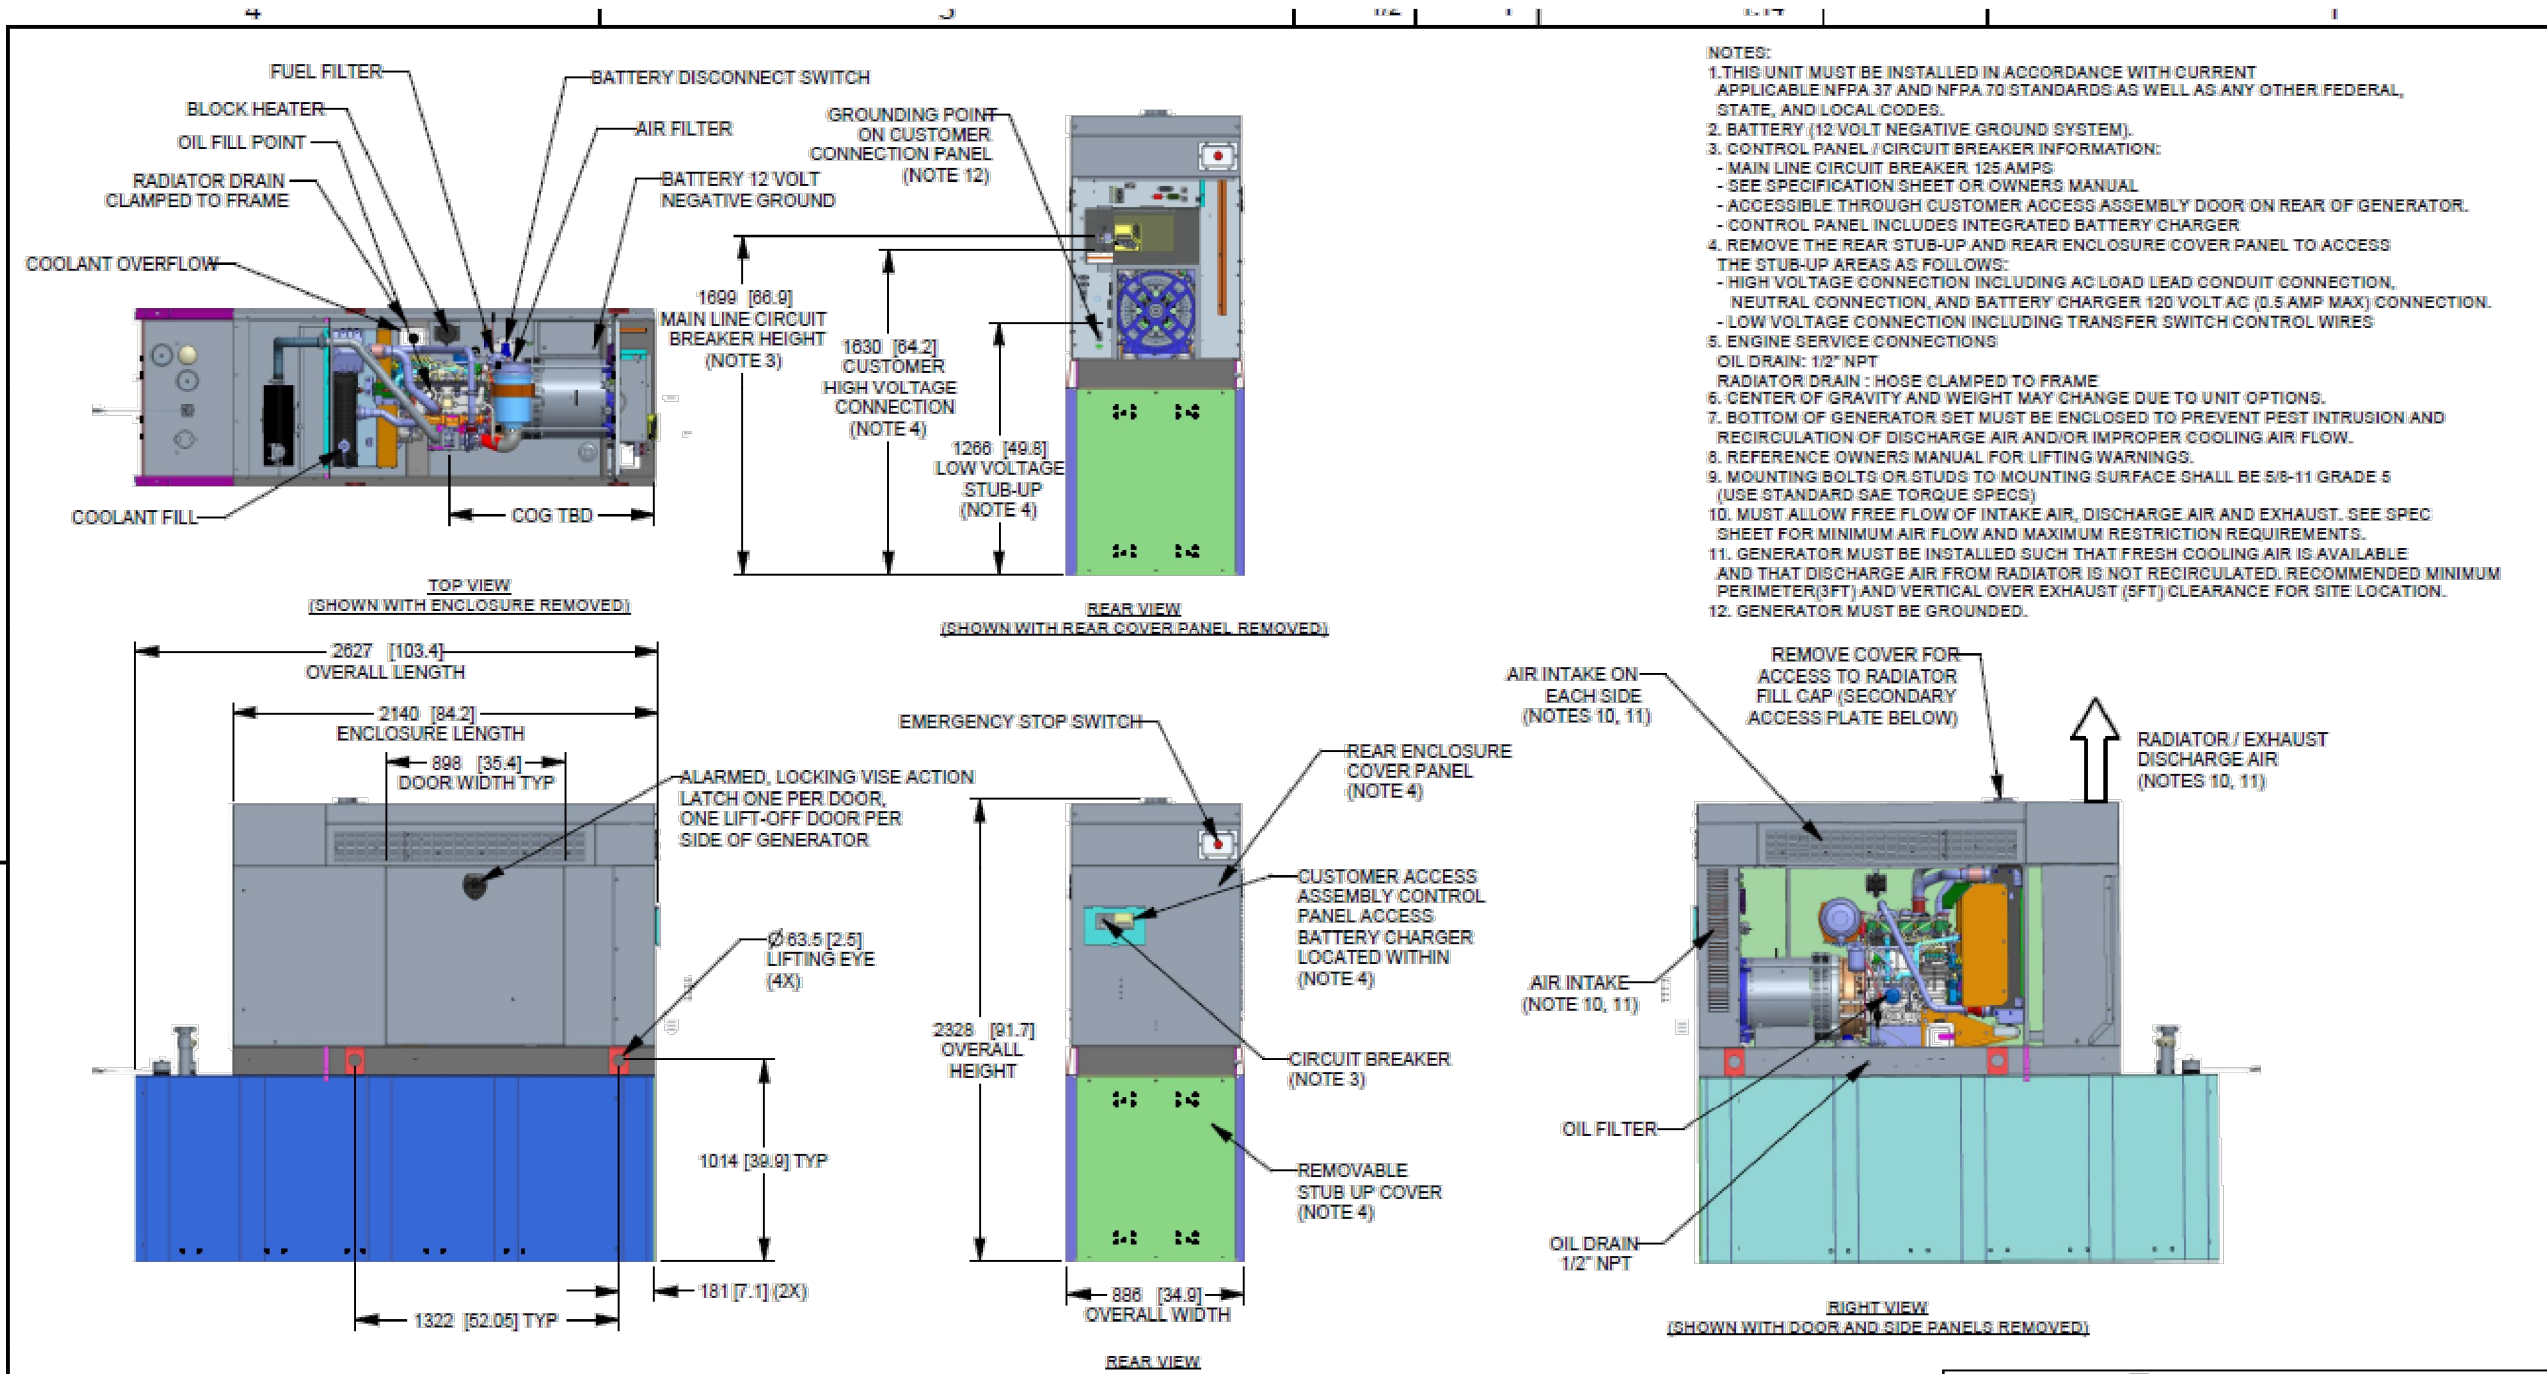 4
3
FUEL FILTER
BLOCK HEATER
OIL FILL POINT
RADIATOR DRAIN
CLAMPED TO FRAME
COOLANT OVERFLOW
COOLANT FILL
BATTERY DISCONNECT SWITCH
AIR FILTER
BATTERY 12 VOLT
NEGATIVE GROUND
COG TBD
TOP VIEW
(SHOWN WITH ENCLOSURE REMOVED)
GROUNDING POINT
ON CUSTOMER
CONNECTION PANEL
(NOTE 12)
1699 [66.9]
MAIN LINE CIRCUIT
BREAKER HEIGHT
(NOTE 3)
1630 [64.2]
CUSTOMER
HIGH VOLTAGE
CONNECTION
(NOTE 4)
1266 [49.8]
LOW VOLTAGE
STUB-UP
(NOTE 4)
REAR VIEW
(SHOWN WITH REAR COVER PANEL REMOVED)
NOTES:
1.THIS UNIT MUST BE INSTALLED IN ACCORDANCE WITH CURRENT
APPLICABLE NFPA 37 AND NFPA 70 STANDARDS AS WELL AS ANY OTHER FEDERAL,
STATE, AND LOCAL CODES.
2. BATTERY (12 VOLT NEGATIVE GROUND SYSTEM).
3. CONTROL PANEL / CIRCUIT BREAKER INFORMATION:
- MAIN LINE CIRCUIT BREAKER 125 AMPS
- SEE SPECIFICATION SHEET OR OWNERS MANUAL
- ACCESSIBLE THROUGH CUSTOMER ACCESS ASSEMBLY DOOR ON REAR OF GENERATOR.
- CONTROL PANEL INCLUDES INTEGRATED BATTERY CHARGER
4. REMOVE THE REAR STUB-UP AND REAR ENCLOSURE COVER PANEL TO ACCESS
THE STUB-UP AREAS AS FOLLOWS:
- HIGH VOLTAGE CONNECTION INCLUDING AC LOAD LEAD CONDUIT CONNECTION,
NEUTRAL CONNECTION, AND BATTERY CHARGER 120 VOLT AC (0.5 AMP MAX) CONNECTION.
- LOW VOLTAGE CONNECTION INCLUDING TRANSFER SWITCH CONTROL WIRES
5. ENGINE SERVICE CONNECTIONS
OIL DRAIN: 1/2" NPT
RADIATOR DRAIN : HOSE CLAMPED TO FRAME
6. CENTER OF GRAVITY AND WEIGHT MAY CHANGE DUE TO UNIT OPTIONS.
7. BOTTOM OF GENERATOR SET MUST BE ENCLOSED TO PREVENT PEST INTRUSION AND
RECIRCULATION OF DISCHARGE AIR AND/OR IMPROPER COOLING AIR FLOW.
8. REFERENCE OWNERS MANUAL FOR LIFTING WARNINGS.
9. MOUNTING BOLTS OR STUDS TO MOUNTING SURFACE SHALL BE 5/8-11 GRADE 5
(USE STANDARD SAE TORQUE SPECS)
10. MUST ALLOW FREE FLOW OF INTAKE AIR, DISCHARGE AIR AND EXHAUST. SEE SPEC
SHEET FOR MINIMUM AIR FLOW AND MAXIMUM RESTRICTION REQUIREMENTS.
11. GENERATOR MUST BE INSTALLED SUCH THAT FRESH COOLING AIR IS AVAILABLE
AND THAT DISCHARGE AIR FROM RADIATOR IS NOT RECIRCULATED. RECOMMENDED MINIMUM
PERIMETER(3FT) AND VERTICAL OVER EXHAUST (5FT) CLEARANCE FOR SITE LOCATION.
12. GENERATOR MUST BE GROUNDED.
2627 [103.4]
OVERALL LENGTH
2140 [84.2]
ENCLOSURE LENGTH
898 [35.4]
DOOR WIDTH TYP
ALARMED, LOCKING VISE ACTION
LATCH ONE PER DOOR,
ONE LIFT-OFF DOOR PER
SIDE OF GENERATOR
Ø 63.5 [2.5]
LIFTING EYE
(4X)
1014 [39.9] TYP
181 [7.1] (2X)
1322 [52.05] TYP
EMERGENCY STOP SWITCH
REAR ENCLOSURE
COVER PANEL
(NOTE 4)
CUSTOMER ACCESS
ASSEMBLY CONTROL
PANEL ACCESS
BATTERY CHARGER
LOCATED WITHIN
(NOTE 4)
2328 [91.7]
OVERALL
HEIGHT
CIRCUIT BREAKER
(NOTE 3)
REMOVABLE
STUB UP COVER
(NOTE 4)
886 [34.9]
OVERALL WIDTH
REAR VIEW
AIR INTAKE ON
EACH SIDE
(NOTES 10, 11)
REMOVE COVER FOR
ACCESS TO RADIATOR
FILL CAP (SECONDARY
ACCESS PLATE BELOW)
RADIATOR / EXHAUST
DISCHARGE AIR
(NOTES 10, 11)
AIR INTAKE
(NOTE 10, 11)
OIL FILTER
OIL DRAIN
1/2" NPT
RIGHT VIEW
(SHOWN WITH DOOR AND SIDE PANELS REMOVED)